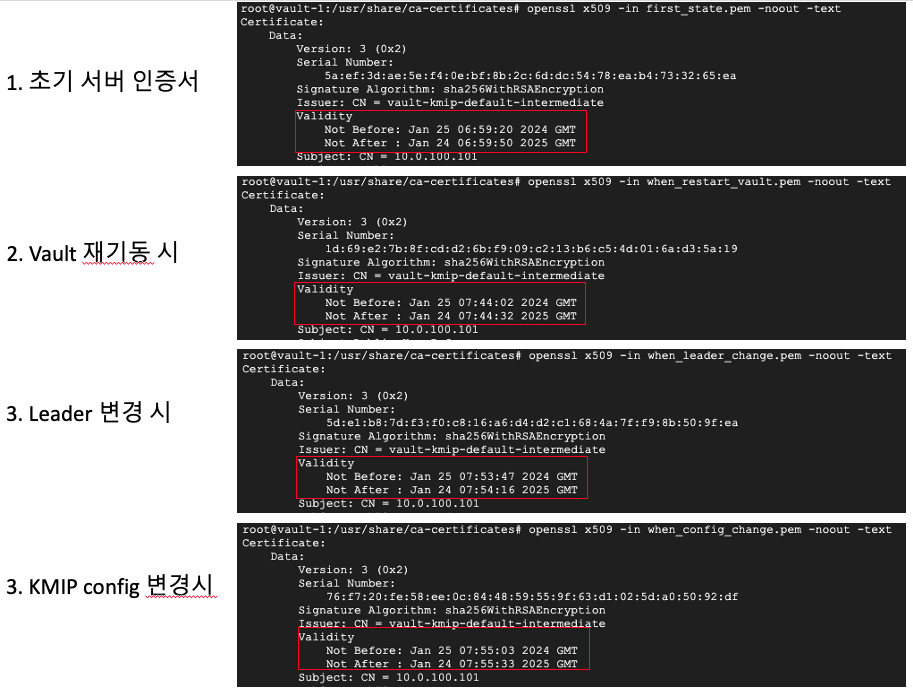 1. 초기 서버 인증서
root@vault-1:/usr/share/ca-certificates# openssl x509 -in first_state.pem -noout -text
Certificate:
Data:
Version: 3 (0x2)
Serial Number:
5a:ef:3d:ae:5e:f4:0e:bf:8b:2c:6d:dc:54:78:ea:b4:73:32:65:ea
Signature Algorithm: sha256WithRSAEncryption
Issuer: CN = vault-kmip-default-intermediate
Validity
Not Before: Jan 25 06:59:20 2024 GMT
Not After : Jan 24 06:59:50 2025 GMT
Subject: CN = 10.0.100.101
2. Vault 재기동 시
root@vault-1:/usr/share/ca-certificates# openssl x509 -in when_restart_vault.pem -noout -text
Certificate:
Data:
Version: 3 (0x2)
Serial Number:
1d:69:e2:7b:8f:cd:d2:6b:f9:09:c2:13:b6:c5:4d:01:6a:d3:5a:19
Signature Algorithm: sha256WithRSAEncryption
Issuer: CN = vault-kmip-default-intermediate
Validity
Not Before: Jan 25 07:44:02 2024 GMT
Not After : Jan 24 07:44:32 2025 GMT
Subject: CN = 10.0.100.101
3. Leader 변경 시
root@vault-1:/usr/share/ca-certificates# openssl x509 -in when_leader_change.pem -noout -text
Certificate:
Data:
Version: 3 (0x2)
Serial Number:
5d:e1:b8:7d:f3:f0:c8:16:a6:d4:d2:c1:68:4a:7f:f9:8b:50:9f:ea
Signature Algorithm: sha256WithRSAEncryption
Issuer: CN = vault-kmip-default-intermediate
Validity
Not Before: Jan 25 07:53:47 2024 GMT
Not After : Jan 24 07:54:16 2025 GMT
Subject: CN = 10.0.100.101
3. KMIP config 변경시
root@vault-1:/usr/share/ca-certificates# openssl x509 -in when_config_change.pem -noout -text
Certificate:
Data:
Version: 3 (0x2)
Serial Number:
76:f7:20:fe:58:ee:0c:84:48:59:55:9f:63:d1:02:5d:a0:50:92:df
Signature Algorithm: sha256WithRSAEncryption
Issuer: CN = vault-kmip-default-intermediate
Validity
Not Before: Jan 25 07:55:03 2024 GMT
Not After : Jan 24 07:55:33 2025 GMT
Subject: CN = 10.0.100.101